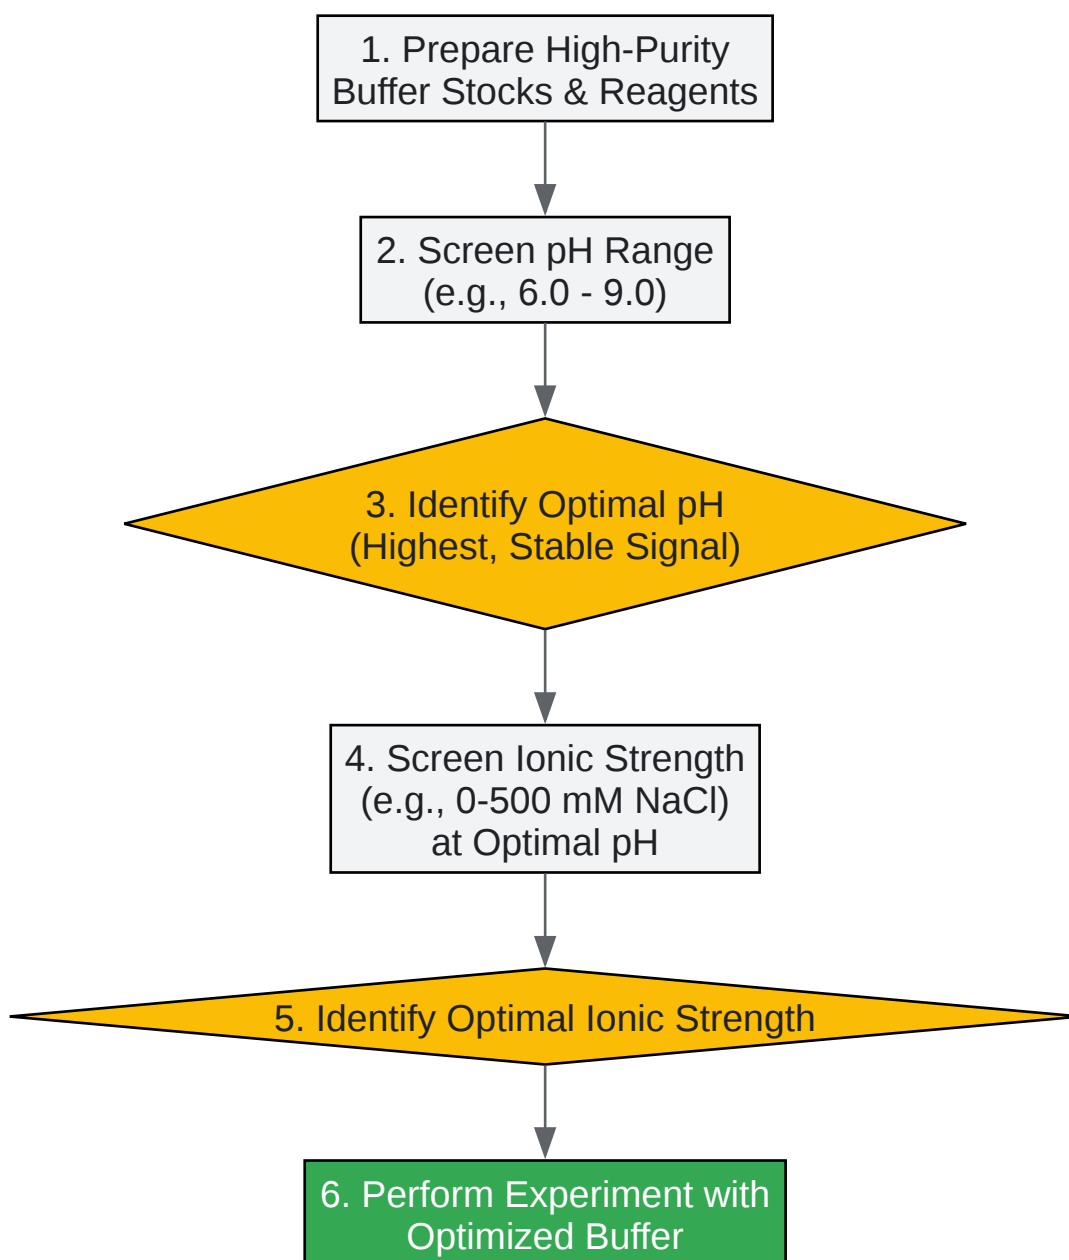 1. Prepare High-Purity
Buffer Stocks & Reagents
2. Screen pH Range
(e.g., 6.0 - 9.0)
3. Identify Optimal pH
(Highest, Stable Signal)
4. Screen Ionic Strength
(e.g., 0-500 mM NaCl)
at Optimal pH
5. Identify Optimal Ionic Strength
6. Perform Experiment with
Optimized Buffer